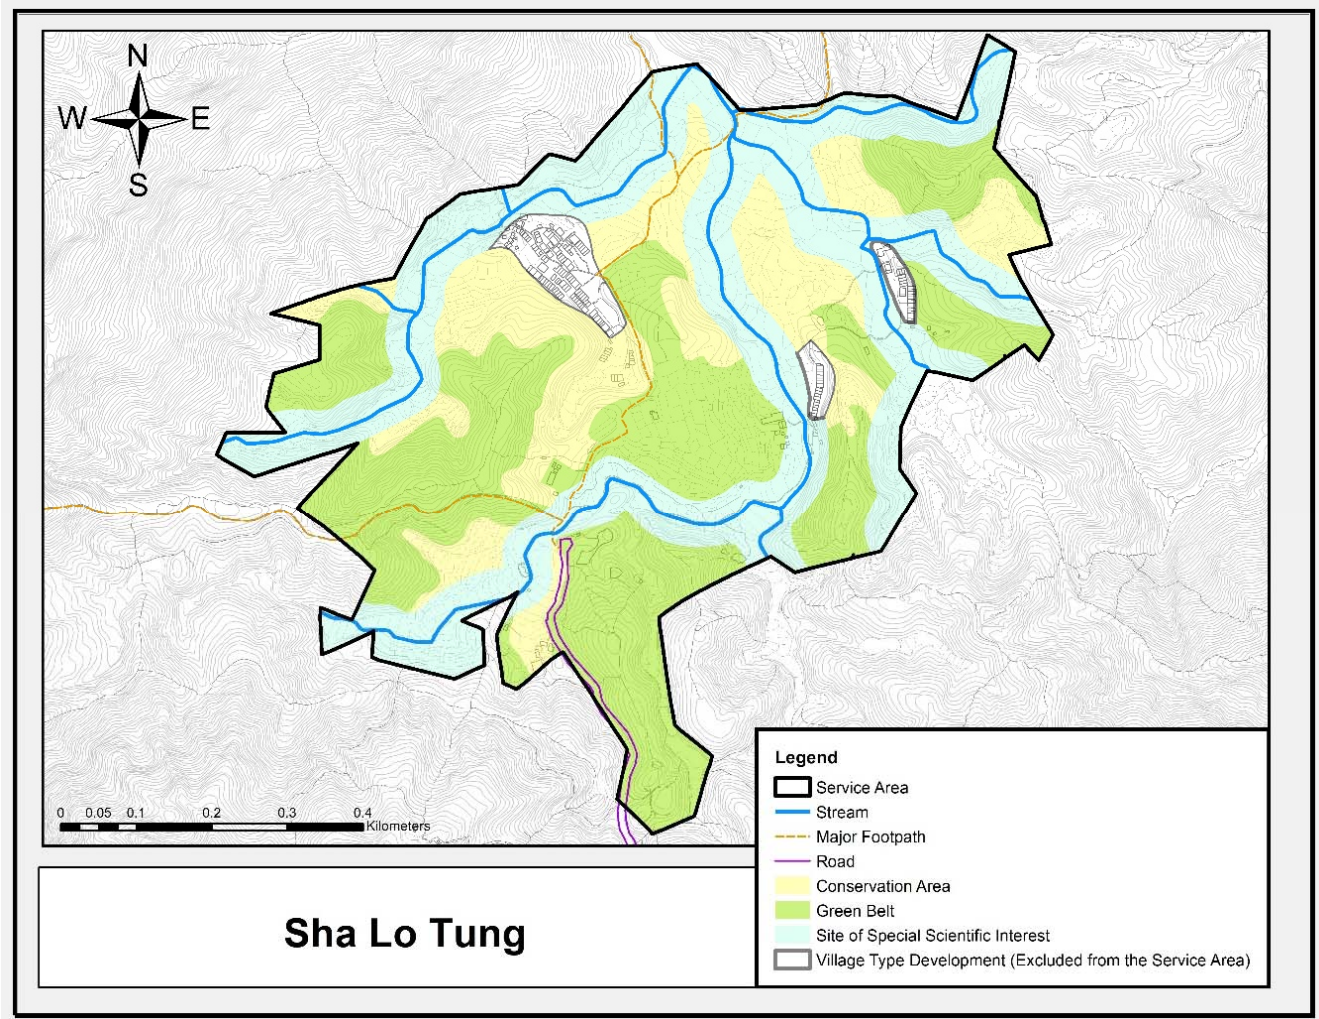 N
W E
S
0 0.05 0.1 0.2 0.3 0.4
Kilometers
Sha Lo Tung
Legend
Service Area
Stream
Major Footpath
Road
Conservation Area
Green Belt
Site of Special Scientific Interest
Village Type Development (Excluded from the Service Area)